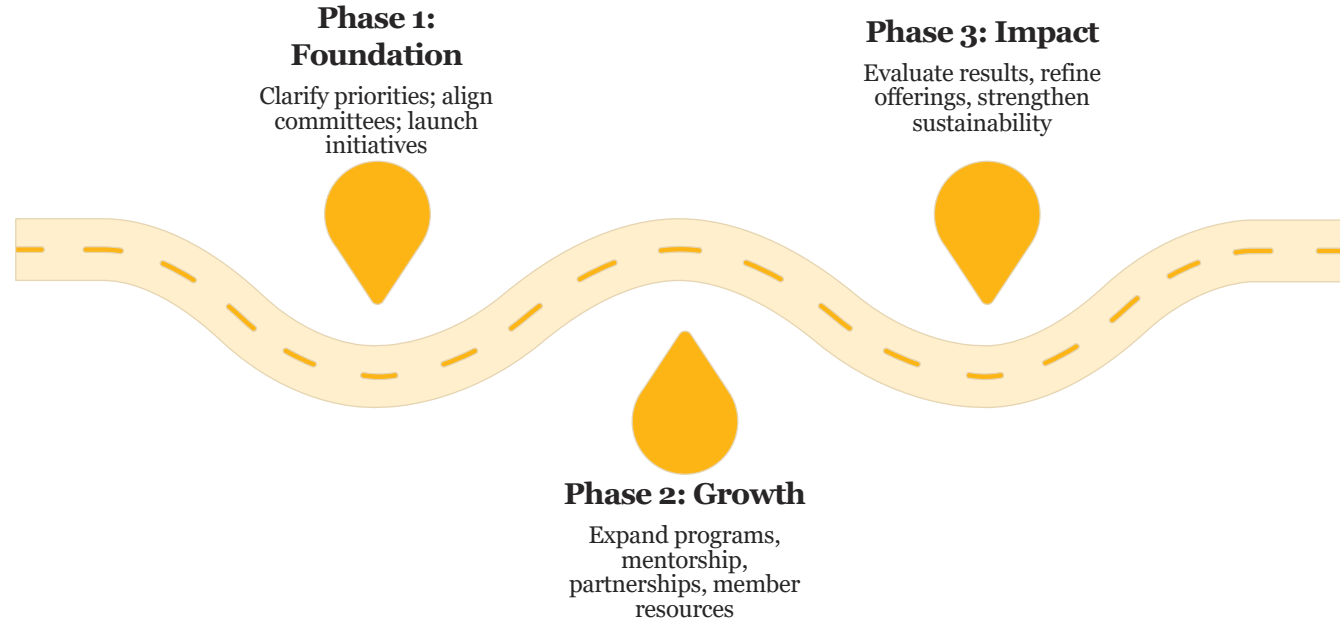 Phase 1:
Foundation
Clarify priorities; align
committees; launch
initiatives
Phase 2: Growth
Expand programs,
mentorship,
partnerships, member
resources
Phase 3: Impact
Evaluate results, refine
offerings, strengthen
sustainability